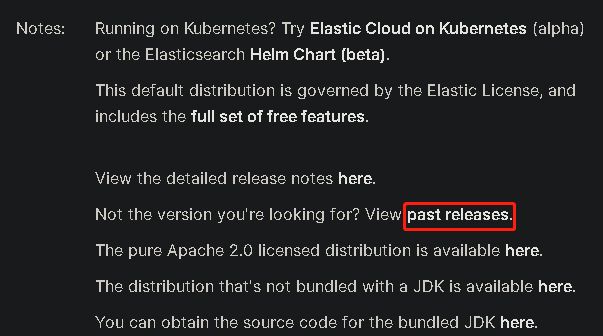 Notes: Running on Kubernetes? Try Elastic Cloud on Kubernetes (alpha)
or the Elasticsearch Helm Chart (beta).
This default distribution is governed by the Elastic License, and
includes the full set of free features.
View the detailed release notes here.
Not the version you're looking for? View past releases.
The pure Apache 2.0 licensed distribution is available here.
The distribution that's not bundled with a JDK is available here.
You can obtain the source code for the bundled JDK here.